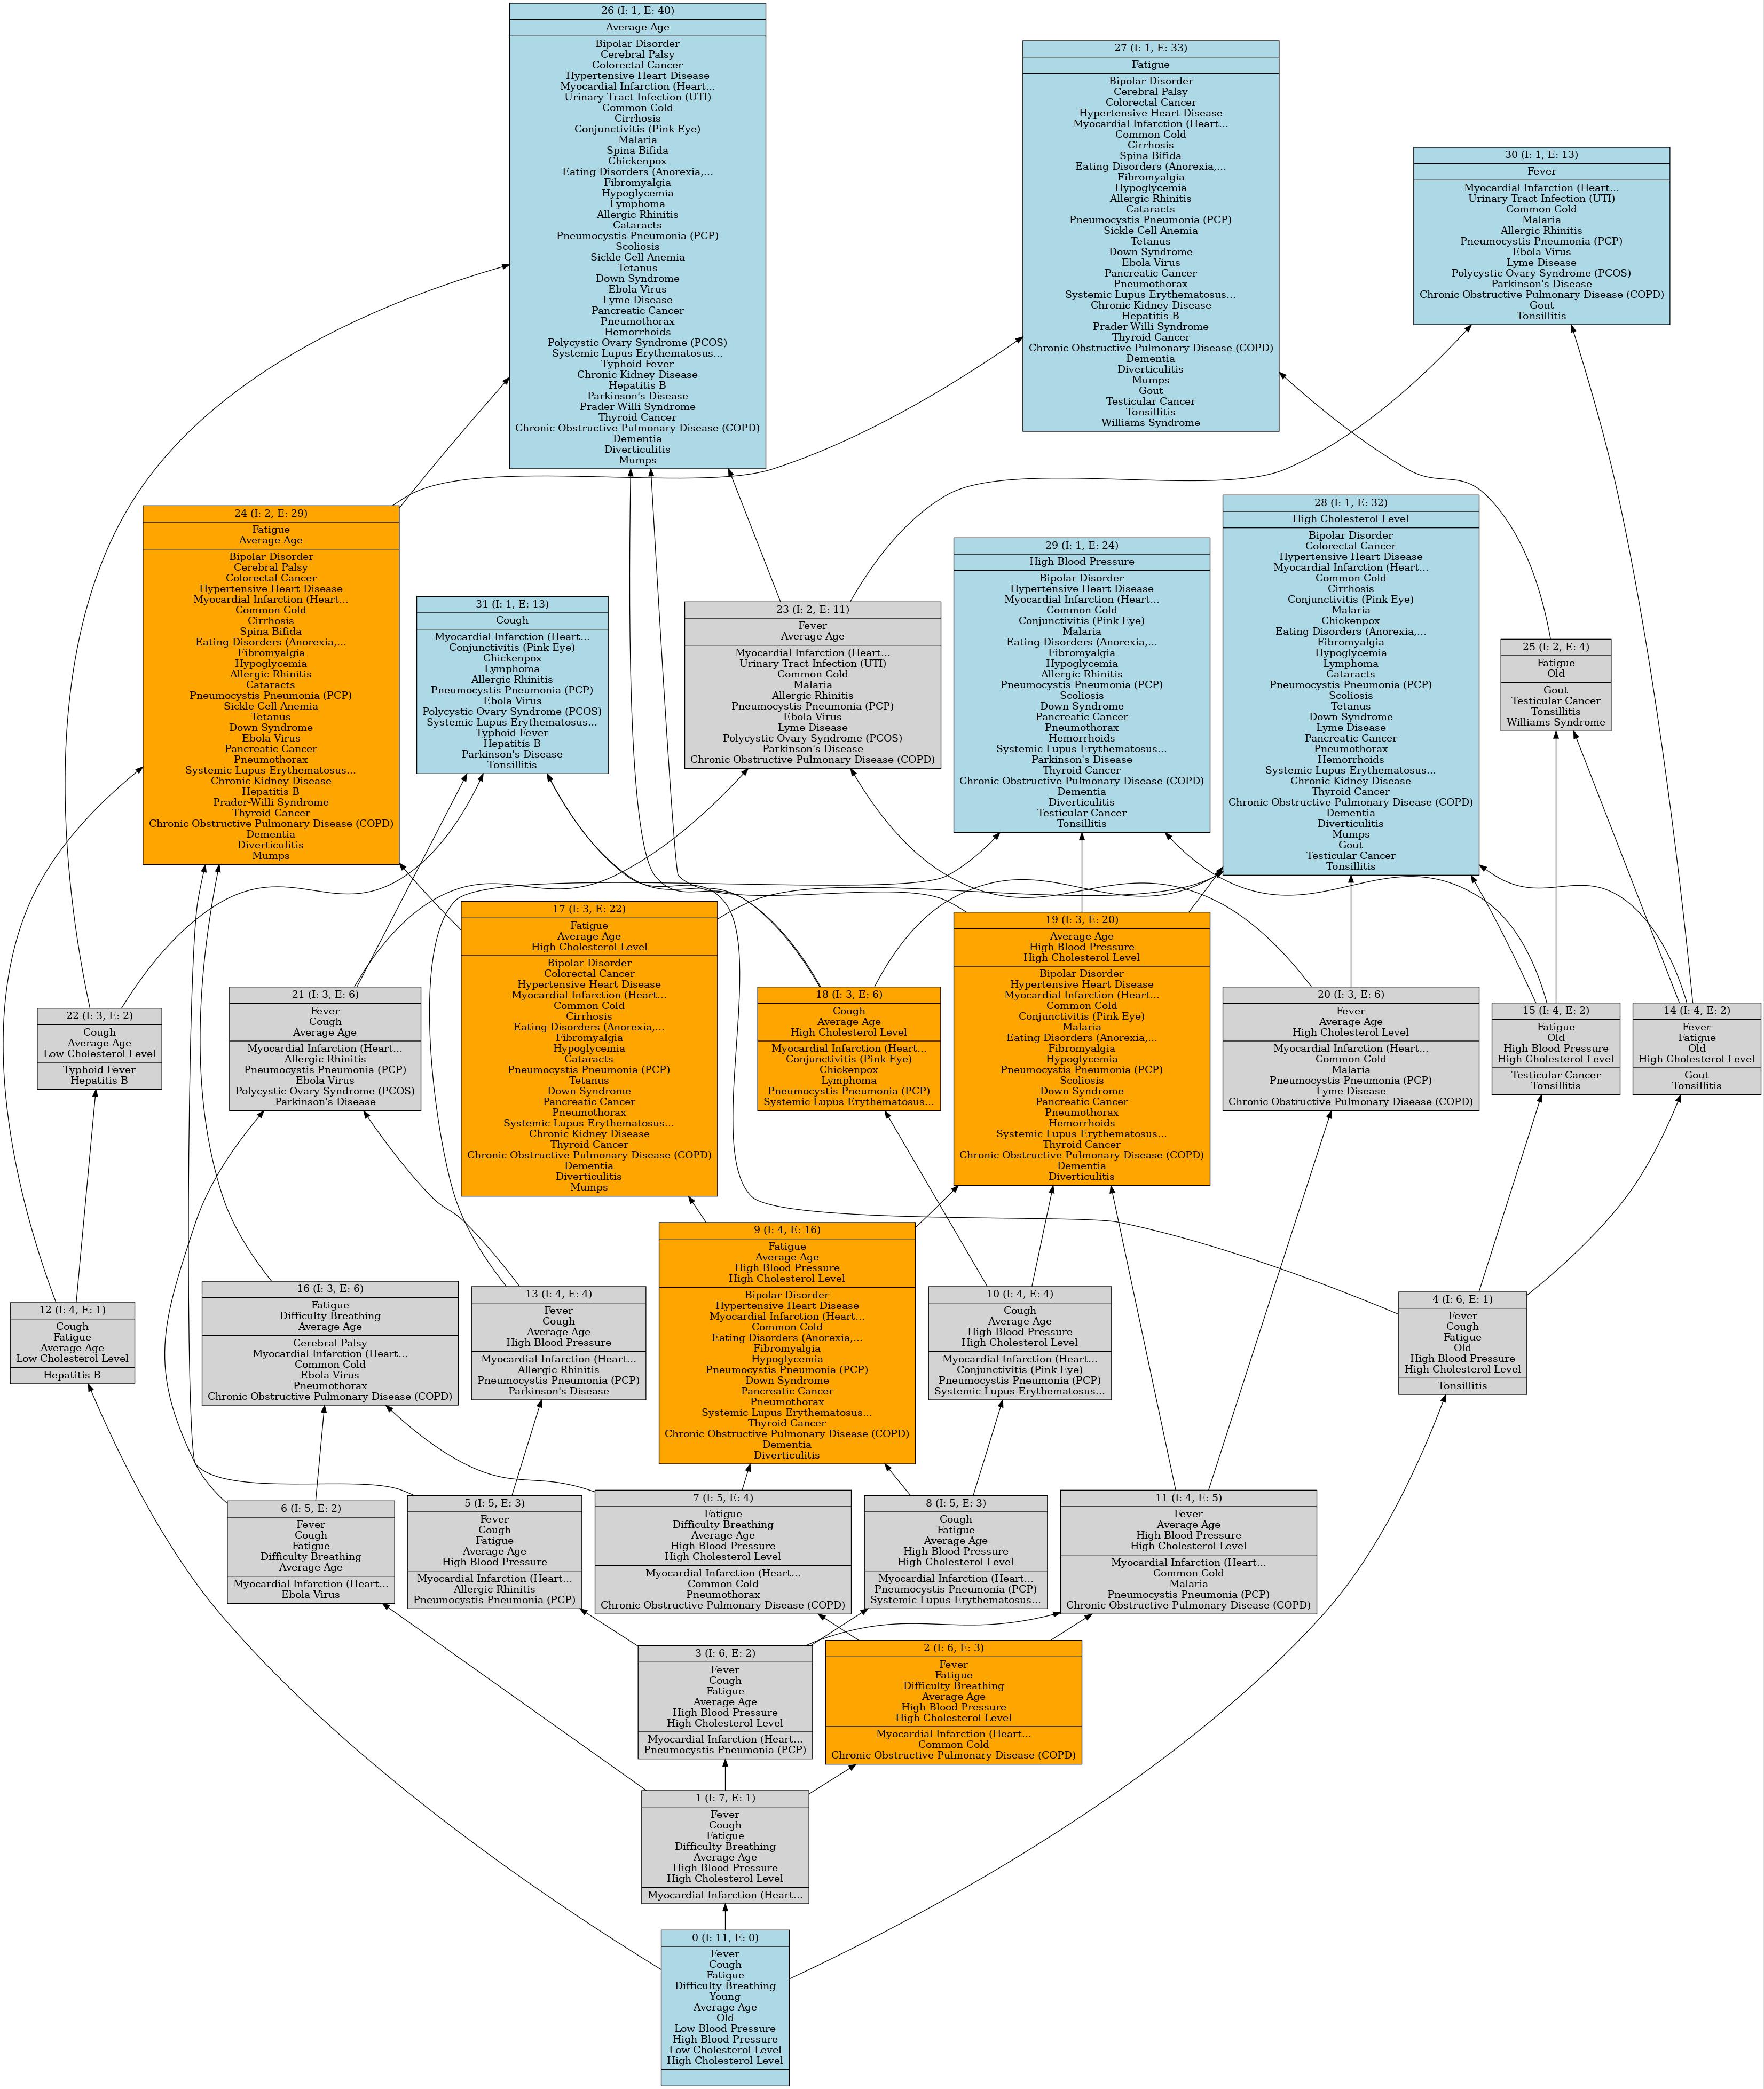 26 (I: 1, E: 40)
Average Age
Bipolar Disorder
Cerebral Palsy
Colorectal Cancer
Hypertensive Heart Disease
Myocardial Infarction (Heart...
Urinary Tract Infection (UTI)
Common Cold
Cirrhosis
Conjunctivitis (Pink Eye)
Malaria
Spina Bifida
Chickenpox
Eating Disorders (Anorexia,...
Fibromyalgia
Hypoglycemia
Lymphoma
Allergic Rhinitis
Cataracts
Pneumocystis Pneumonia (PCP)
Scoliosis
Sickle Cell Anemia
Tetanus
Down Syndrome
Ebola Virus
Lyme Disease
Pancreatic Cancer
Pneumothorax
Hemorrhoids
Polycystic Ovary Syndrome (PCOS)
Systemic Lupus Erythematosus...
Typhoid Fever
Chronic Kidney Disease
Hepatitis B
Parkinson's Disease
Prader-Willi Syndrome
Thyroid Cancer
Chronic Obstructive Pulmonary Disease (COPD)
Dementia
Diverticulitis
Mumps
27 (I: 1, E: 33)
Fatigue
Bipolar Disorder
Cerebral Palsy
Colorectal Cancer
Hypertensive Heart Disease
Myocardial Infarction (Heart...
Common Cold
Cirrhosis
Spina Bifida
Eating Disorders (Anorexia,...
Fibromyalgia
Hypoglycemia
Allergic Rhinitis
Cataracts
Pneumocystis Pneumonia (PCP)
Sickle Cell Anemia
Tetanus
Down Syndrome
Ebola Virus
Pancreatic Cancer
Pneumothorax
Systemic Lupus Erythematosus...
Chronic Kidney Disease
Hepatitis B
Prader-Willi Syndrome
Thyroid Cancer
Chronic Obstructive Pulmonary Disease (COPD)
Dementia
Diverticulitis
Mumps
Gout
Testicular Cancer
Tonsillitis
Williams Syndrome
30 (I: 1, E: 13)
Fever
Myocardial Infarction (Heart...
Urinary Tract Infection (UTI)
Common Cold
Malaria
Allergic Rhinitis
Pneumocystis Pneumonia (PCP)
Ebola Virus
Lyme Disease
Polycystic Ovary Syndrome (PCOS)
Parkinson's Disease
Chronic Obstructive Pulmonary Disease (COPD)
Gout
Tonsillitis
24 (I: 2, E: 29)
Fatigue
Average Age
Bipolar Disorder
Cerebral Palsy
Colorectal Cancer
Hypertensive Heart Disease
Myocardial Infarction (Heart...
Common Cold
Cirrhosis
Spina Bifida
Eating Disorders (Anorexia,...
Fibromyalgia
Hypoglycemia
Allergic Rhinitis
Cataracts
Pneumocystis Pneumonia (PCP)
Sickle Cell Anemia
Tetanus
Down Syndrome
Ebola Virus
Pancreatic Cancer
Pneumothorax
Systemic Lupus Erythematosus...
Chronic Kidney Disease
Hepatitis B
Prader-Willi Syndrome
Thyroid Cancer
Chronic Obstructive Pulmonary Disease (COPD)
Dementia
Diverticulitis
Mumps
31 (I: 1, E: 13)
Cough
Myocardial Infarction (Heart...
Conjunctivitis (Pink Eye)
Chickenpox
Lymphoma
Allergic Rhinitis
Pneumocystis Pneumonia (PCP)
Ebola Virus
Polycystic Ovary Syndrome (PCOS)
Systemic Lupus Erythematosus...
Typhoid Fever
Hepatitis B
Parkinson's Disease
Tonsillitis
23 (I: 2, E: 11)
Fever
Average Age
Myocardial Infarction (Heart...
Urinary Tract Infection (UTI)
Common Cold
Malaria
Allergic Rhinitis
Pneumocystis Pneumonia (PCP)
Ebola Virus
Lyme Disease
Polycystic Ovary Syndrome (PCOS)
Parkinson's Disease
Chronic Obstructive Pulmonary Disease (COPD)
29 (I: 1, E: 24)
High Blood Pressure
Bipolar Disorder
Hypertensive Heart Disease
Myocardial Infarction (Heart...
Common Cold
Conjunctivitis (Pink Eye)
Malaria
Eating Disorders (Anorexia,...
Fibromyalgia
Hypoglycemia
Allergic Rhinitis
Pneumocystis Pneumonia (PCP)
Scoliosis
Down Syndrome
Pancreatic Cancer
Pneumothorax
Hemorrhoids
Systemic Lupus Erythematosus...
Parkinson's Disease
Thyroid Cancer
Chronic Obstructive Pulmonary Disease (COPD)
Dementia
Diverticulitis
Testicular Cancer
Tonsillitis
28 (I: 1, E: 32)
High Cholesterol Level
Bipolar Disorder
Colorectal Cancer
Hypertensive Heart Disease
Myocardial Infarction (Heart...
Common Cold
Cirrhosis
Conjunctivitis (Pink Eye)
Malaria
Chickenpox
Eating Disorders (Anorexia,...
Fibromyalgia
Hypoglycemia
Lymphoma
Cataracts
Pneumocystis Pneumonia (PCP)
Scoliosis
Tetanus
Down Syndrome
Lyme Disease
Pancreatic Cancer
Pneumothorax
Hemorrhoids
Systemic Lupus Erythematosus...
Chronic Kidney Disease
Thyroid Cancer
Chronic Obstructive Pulmonary Disease (COPD)
Dementia
Diverticulitis
Mumps
Gout
Testicular Cancer
Tonsillitis
25 (I: 2, E: 4)
Fatigue
Old
Gout
Testicular Cancer
Tonsillitis
Williams Syndrome
22 (I: 3, E: 2)
Cough
Average Age
Low Cholesterol Level
Typhoid Fever
Hepatitis B
21 (I: 3, E: 6)
Fever
Cough
Average Age
Myocardial Infarction (Heart...
Allergic Rhinitis
Pneumocystis Pneumonia (PCP)
Ebola Virus
Polycystic Ovary Syndrome (PCOS)
Parkinson's Disease
17 (I: 3, E: 22)
Fatigue
Average Age
High Cholesterol Level
Bipolar Disorder
Colorectal Cancer
Hypertensive Heart Disease
Myocardial Infarction (Heart...
Common Cold
Cirrhosis
Eating Disorders (Anorexia,...
Fibromyalgia
Hypoglycemia
Cataracts
Pneumocystis Pneumonia (PCP)
Tetanus
Down Syndrome
Pancreatic Cancer
Pneumothorax
Systemic Lupus Erythematosus...
Chronic Kidney Disease
Thyroid Cancer
Chronic Obstructive Pulmonary Disease (COPD)
Dementia
Diverticulitis
Mumps
18 (I: 3, E: 6)
Cough
Average Age
High Cholesterol Level
Myocardial Infarction (Heart...
Conjunctivitis (Pink Eye)
Chickenpox
Lymphoma
Pneumocystis Pneumonia (PCP)
Systemic Lupus Erythematosus...
19 (I: 3, E: 20)
Average Age
High Blood Pressure
High Cholesterol Level
Bipolar Disorder
Hypertensive Heart Disease
Myocardial Infarction (Heart...
Common Cold
Conjunctivitis (Pink Eye)
Malaria
Eating Disorders (Anorexia,...
Fibromyalgia
Hypoglycemia
Pneumocystis Pneumonia (PCP)
Scoliosis
Down Syndrome
Pancreatic Cancer
Pneumothorax
Hemorrhoids
Systemic Lupus Erythematosus...
Thyroid Cancer
Chronic Obstructive Pulmonary Disease (COPD)
Dementia
Diverticulitis
20 (I: 3, E: 6)
Fever
Average Age
High Cholesterol Level
Myocardial Infarction (Heart...
Common Cold
Malaria
Pneumocystis Pneumonia (PCP)
Lyme Disease
Chronic Obstructive Pulmonary Disease (COPD)
15 (I: 4, E: 2)
Fatigue
Old
High Blood Pressure
High Cholesterol Level
Testicular Cancer
Tonsillitis
14 (I: 4, E: 2)
Fever
Fatigue
Old
High Cholesterol Level
Gout
Tonsillitis
12 (I: 4, E: 1)
Cough
Fatigue
Average Age
Low Cholesterol Level
Hepatitis B
16 (I: 3, E: 6)
Fatigue
Difficulty Breathing
Average Age
Cerebral Palsy
Myocardial Infarction (Heart...
Common Cold
Ebola Virus
Pneumothorax
Chronic Obstructive Pulmonary Disease (COPD)
13 (I: 4, E: 4)
Fever
Cough
Average Age
High Blood Pressure
Myocardial Infarction (Heart...
Allergic Rhinitis
Pneumocystis Pneumonia (PCP)
Parkinson's Disease
9 (I: 4, E: 16)
Fatigue
Average Age
High Blood Pressure
High Cholesterol Level
Bipolar Disorder
Hypertensive Heart Disease
Myocardial Infarction (Heart...
Common Cold
Eating Disorders (Anorexia,...
Fibromyalgia
Hypoglycemia
Pneumocystis Pneumonia (PCP)
Down Syndrome
Pancreatic Cancer
Pneumothorax
Systemic Lupus Erythematosus...
Thyroid Cancer
Chronic Obstructive Pulmonary Disease (COPD)
Dementia
Diverticulitis
10 (I: 4, E: 4)
Cough
Average Age
High Blood Pressure
High Cholesterol Level
Myocardial Infarction (Heart...
Conjunctivitis (Pink Eye)
Pneumocystis Pneumonia (PCP)
Systemic Lupus Erythematosus...
4 (I: 6, E: 1)
Fever
Cough
Fatigue
Old
High Blood Pressure
High Cholesterol Level
Tonsillitis
6 (I: 5, E: 2)
Fever
Cough
Fatigue
Difficulty Breathing
Average Age
Myocardial Infarction (Heart...
Ebola Virus
5 (I: 5, E: 3)
Fever
Cough
Fatigue
Average Age
High Blood Pressure
Myocardial Infarction (Heart...
Allergic Rhinitis
Pneumocystis Pneumonia (PCP)
7 (I: 5, E: 4)
Fatigue
Difficulty Breathing
Average Age
High Blood Pressure
High Cholesterol Level
Myocardial Infarction (Heart...
Common Cold
Pneumothorax
Chronic Obstructive Pulmonary Disease (COPD)
8 (I: 5, E: 3)
Cough
Fatigue
Average Age
High Blood Pressure
High Cholesterol Level
Myocardial Infarction (Heart...
Pneumocystis Pneumonia (PCP)
Systemic Lupus Erythematosus...
11 (I: 4, E: 5)
Fever
Average Age
High Blood Pressure
High Cholesterol Level
Myocardial Infarction (Heart...
Common Cold
Malaria
Pneumocystis Pneumonia (PCP)
Chronic Obstructive Pulmonary Disease (COPD)
3 (I: 6, E: 2)
Fever
Cough
Fatigue
Average Age
High Blood Pressure
High Cholesterol Level
Myocardial Infarction (Heart...
Pneumocystis Pneumonia (PCP)
2 (I: 6, E: 3)
Fever
Fatigue
Difficulty Breathing
Average Age
High Blood Pressure
High Cholesterol Level
Myocardial Infarction (Heart...
Common Cold
Chronic Obstructive Pulmonary Disease (COPD)
1 (I: 7, E: 1)
Fever
Cough
Fatigue
Difficulty Breathing
Average Age
High Blood Pressure
High Cholesterol Level
Myocardial Infarction (Heart...
0 (I: 11, E: 0)
Fever
Cough
Fatigue
Difficulty Breathing
Young
Average Age
Old
Low Blood Pressure
High Blood Pressure
Low Cholesterol Level
High Cholesterol Level